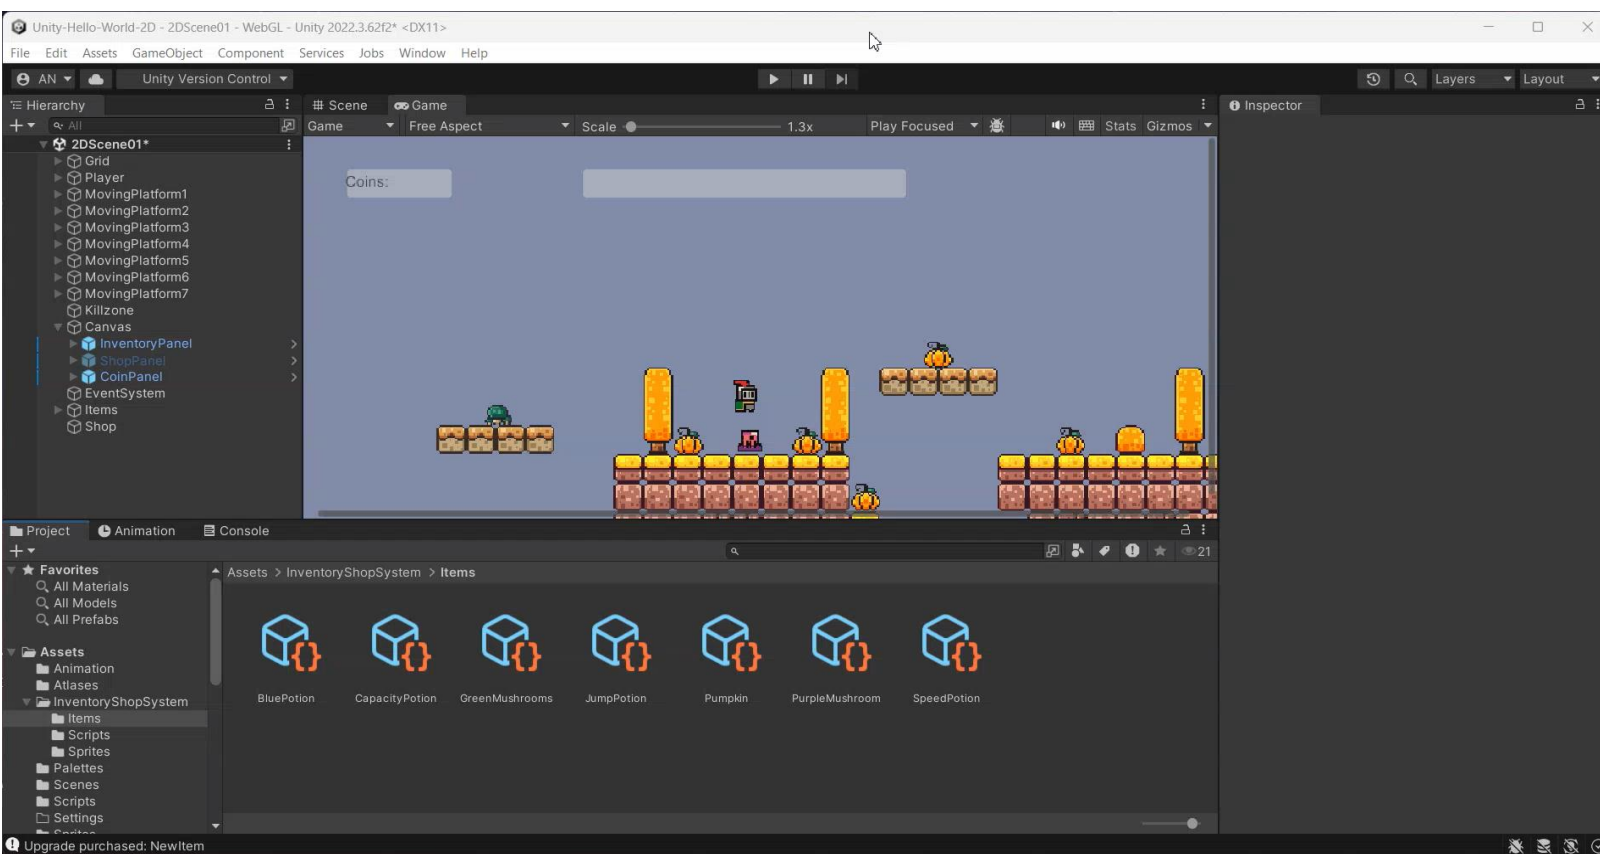 Unity-Hello-World-2D - 2DScene01 - WebGL - Unity 2022.3.62f2* <DX11>
File Edit Assets GameObject Component Services Jobs Window Help
AN Unity Version Control Layers Layout
Hierarchy
All
2DScene01*
Grid
Player
MovingPlatform1
MovingPlatform2
MovingPlatform3
MovingPlatform4
MovingPlatform5
MovingPlatform6
MovingPlatform7
Killzone
Canvas
InventoryPanel
ShopPanel
CoinPanel
EventSystem
Items
Shop
Scene Game
Game Free Aspect Scale 1.3x Play Focused Stats Gizmos
Coins:
Inspector
Project Animation Console
21
Favorites
All Materials
All Models
All Prefabs
Assets
Animation
Atlases
InventoryShopSystem
Items
Scripts
Sprites
Palettes
Scenes
Scripts
Settings
Assets > InventoryShopSystem > Items
BluePotion CapacityPotion GreenMushrooms JumpPotion Pumpkin PurpleMushroom SpeedPotion
Upgrade purchased: NewItem